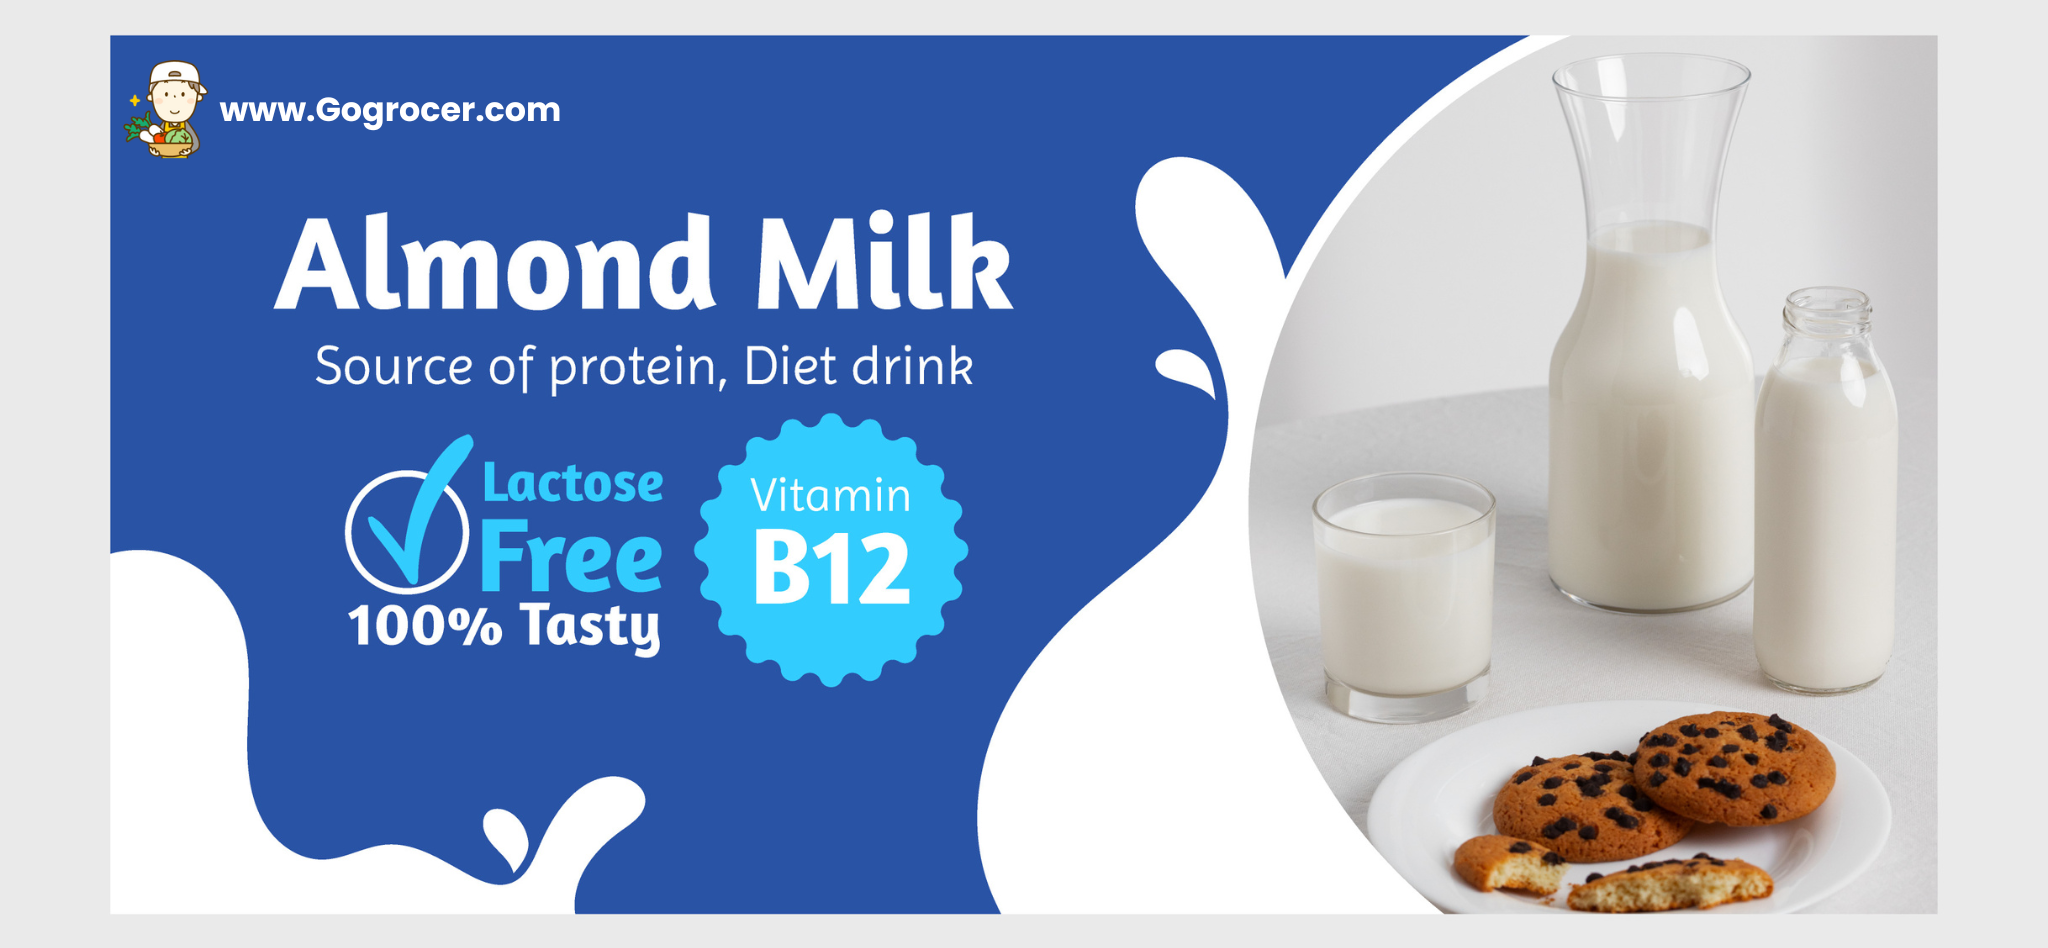 www.Gogrocer.com
Almond Milk
Source of protein, Diet drink
Lactose
Free
100% Tasty
Vitamin
B12